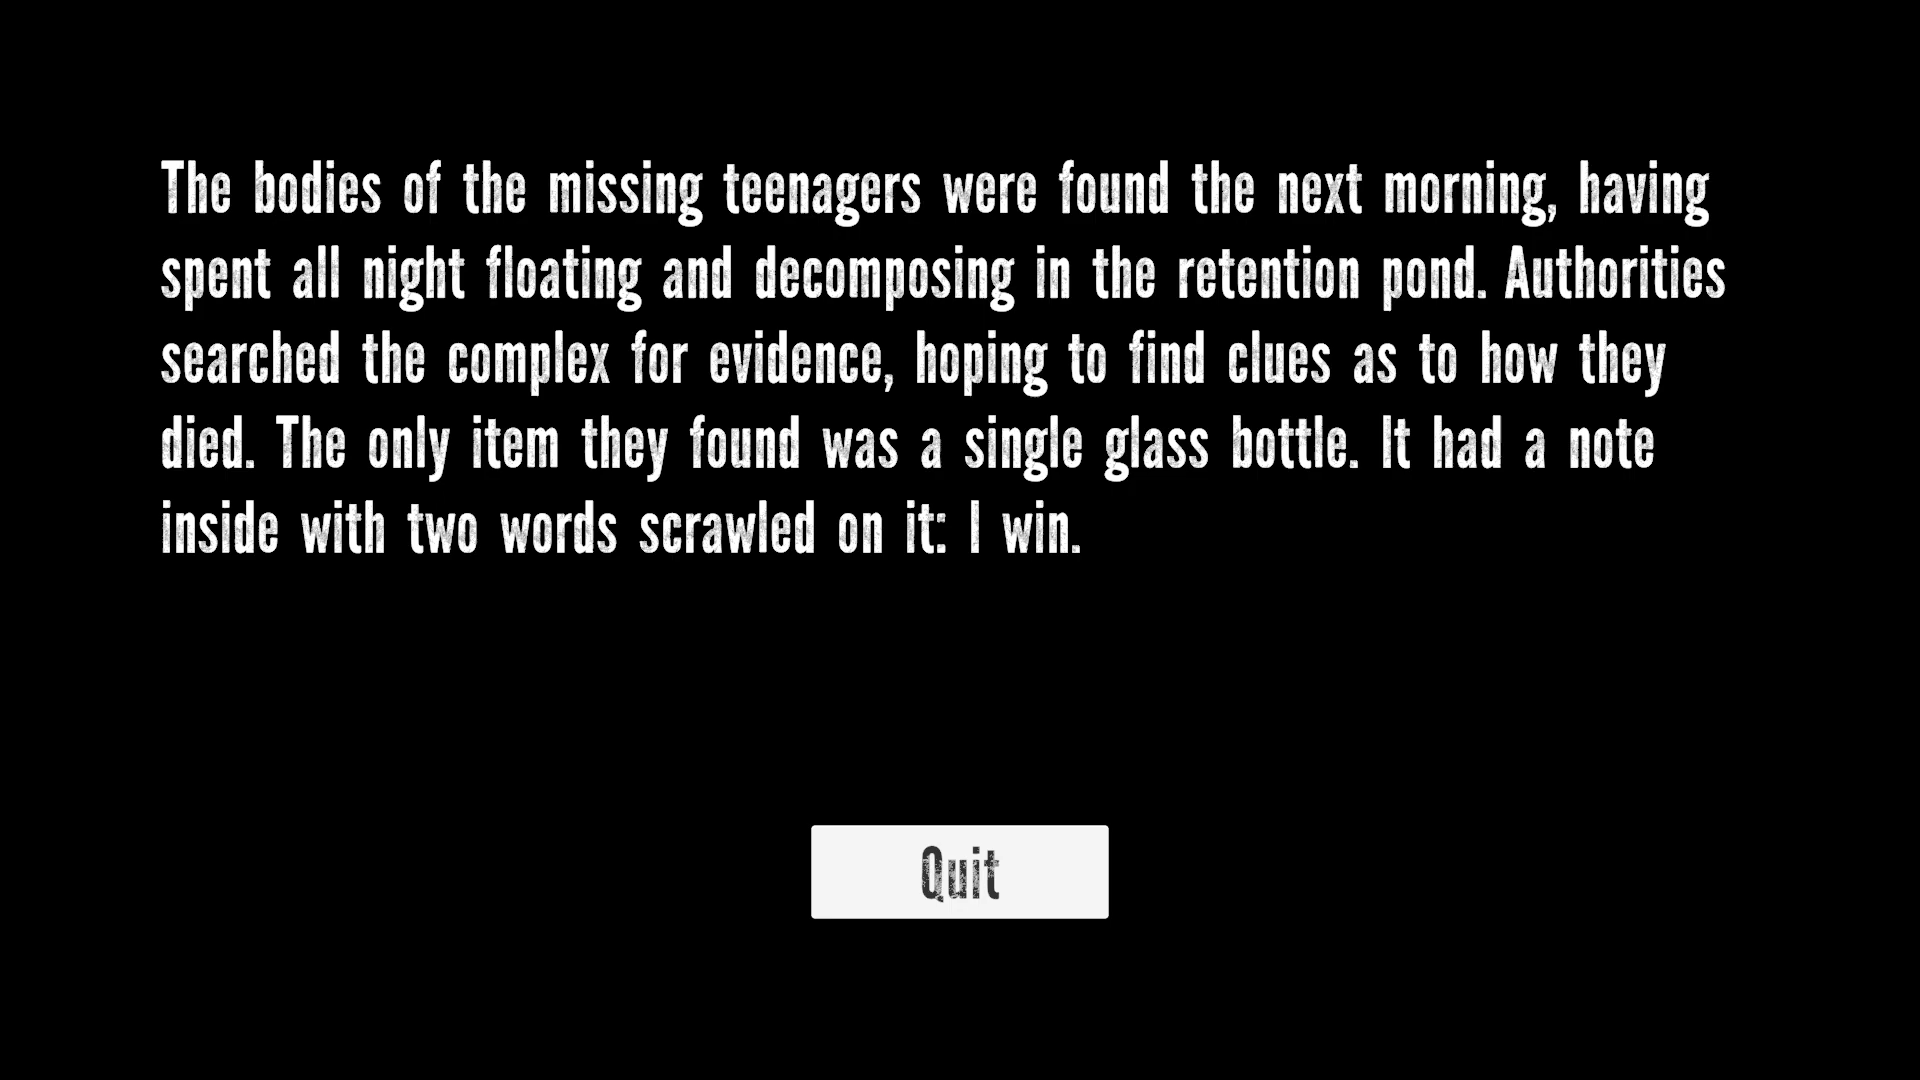 The bodies of the missing teenagers were found the next morning, having
spent all night floating and decomposing in the retention pond. Authorities
searched the complex for evidence, hoping to find clues as to how they
died. The only item they found was a single glass bottle. It had a note
inside with two words scrawled on it: I win.
Quit